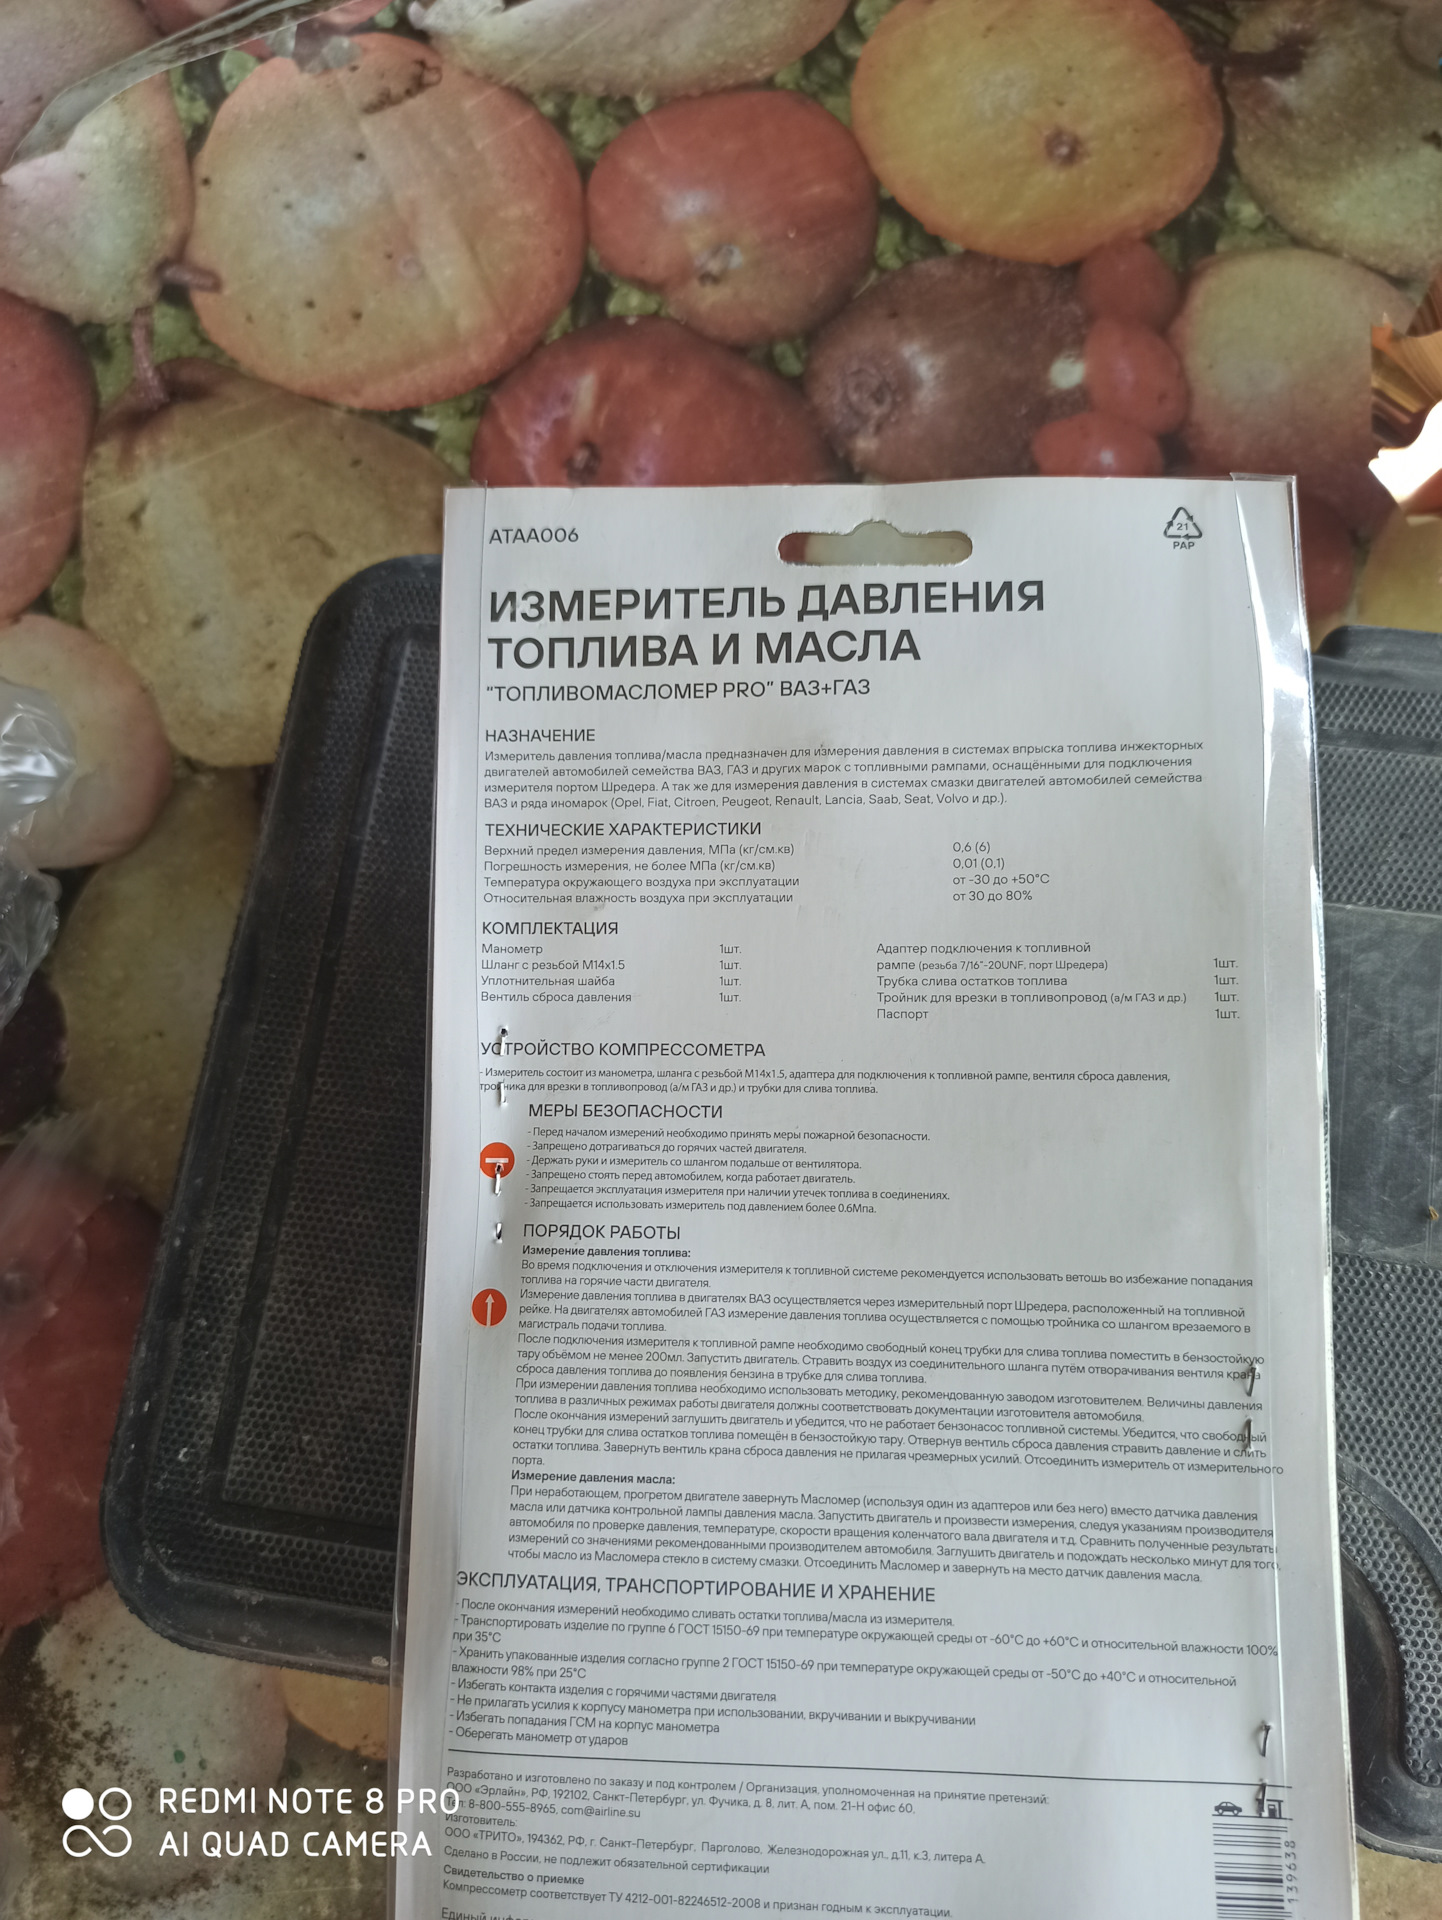 АТАА006
21
PAP
ИЗМЕРИТЕЛЬ ДАВЛЕНИЯ
ТОПЛИВА И МАСЛА
"ТОПЛИВОМАСЛОМЕР PRO" ВАЗ+ГАЗ
НАЗНАЧЕНИЕ
Измеритель давления топлива/масла предназначен для измерения давления в системах впрыска топлива инжекторных
двигателей автомобилей семейства ВАЗ, ГАЗ и других марок с топливными рампами, оснащёнными для подключения
измерителя портом Шредера. А так же для измерения давления в системах смазки двигателей автомобилей семейства
ВАЗ и ряда иномарок (Opel, Fiat, Citroen, Peugeot, Renault, Lancia, Saab, Seat, Volvo и др.).
ТЕХНИЧЕСКИЕ ХАРАКТЕРИСТИКИ
Верхний предел измерения давления, МПа (кг/см.кв) 0,6 (6)
Погрешность измерения, не более МПа (кг/см.кв) 0,01 (0,1)
Температура окружающего воздуха при эксплуатации от -30 до +50°С
Относительная влажность воздуха при эксплуатации от 30 до 80%
КОМПЛЕКТАЦИЯ
Манометр 1шт.
Шланг с резьбой М14х1.5 1шт.
Уплотнительная шайба 1шт.
Вентиль сброса давления 1шт.
Адаптер подключения к топливной
рампе (резьба 7/16"-20UNF, порт Шредера) 1шт.
Трубка слива остатков топлива 1шт.
Тройник для врезки в топливопровод (а/м ГАЗ и др.) 1шт.
Паспорт 1шт.
УСТРОЙСТВО КОМПРЕССОМЕТРА
- Измеритель состоит из манометра, шланга с резьбой М14х1.5, адаптера для подключения к топливной рампе, вентиля сброса давления,
тройника для врезки в топливопровод (а/м ГАЗ и др.) и трубки для слива топлива.
МЕРЫ БЕЗОПАСНОСТИ
- Перед началом измерений необходимо принять меры пожарной безопасности.
- Запрещено дотрагиваться до горячих частей двигателя.
- Держать руки и измеритель со шлангом подальше от вентилятора.
- Запрещено стоять перед автомобилем, когда работает двигатель.
- Запрещается эксплуатация измерителя при наличии утечек топлива в соединениях.
- Запрещается использовать измеритель под давлением более 0.6Мпа.
ПОРЯДОК РАБОТЫ
Измерение давления топлива:
Во время подключения и отключения измерителя к топливной системе рекомендуется использовать ветошь во избежание попадания
топлива на горячие части двигателя.
Измерение давления топлива в двигателях ВАЗ осуществляется через измерительный порт Шредера, расположенный на топливной
рейке. На двигателях автомобилей ГАЗ измерение давления топлива осуществляется с помощью тройника со шлангом врезаемого в
магистраль подачи топлива.
После подключения измерителя к топливной рампе необходимо свободный конец трубки для слива топлива поместить в бензостойкую
тару объёмом не менее 200мл. Запустить двигатель. Стравить воздух из соединительного шланга путём отворачивания вентиля крана
сброса давления топлива до появления бензина в трубке для слива топлива.
При измерении давления топлива необходимо использовать методику, рекомендованную заводом изготовителем. Величины давления
топлива в различных режимах работы двигателя должны соответствовать документации изготовителя автомобиля.
После окончания измерений заглушить двигатель и убедится, что не работает бензонасос топливной системы. Убедится, что свободный
конец трубки для слива остатков топлива помещён в бензостойкую тару. Отвернув вентиль сброса давления стравить давление и слить
остатки топлива. Завернуть вентиль крана сброса давления не прилагая чрезмерных усилий. Отсоединить измеритель от измерительного
порта.
Измерение давления масла:
При неработающем, прогретом двигателе завернуть Масломер (используя один из адаптеров или без него) вместо датчика давления
масла или датчика контрольной лампы давления масла. Запустить двигатель и произвести измерения, следуя указаниям производителя
автомобиля по проверке давления, температуре, скорости вращения коленчатого вала двигателя и т.д. Сравнить полученные результаты
измерений со значениями рекомендованными производителем автомобиля. Заглушить двигатель и подождать несколько минут для того,
чтобы масло из Масломера стекло в систему смазки. Отсоединить Масломер и завернуть на место датчик давления масла.
ЭКСПЛУАТАЦИЯ, ТРАНСПОРТИРОВАНИЕ И ХРАНЕНИЕ
- После окончания измерений необходимо сливать остатки топлива/масла из измерителя.
- Транспортировать изделие по группе 6 ГОСТ 15150-69 при температуре окружающей среды от -60°С до +60°С и относительной влажности 100%
при 35°С
- Хранить упакованные изделия согласно группе 2 ГОСТ 15150-69 при температуре окружающей среды от -50°С до +40°С и относительной
влажности 98% при 25°С
- Избегать контакта изделия с горячими частями двигателя
- Не прилагать усилия к корпусу манометра при использовании, вкручивании и выкручивании
- Избегать попадания ГСМ на корпус манометра
- Оберегать манометр от ударов
Разработано и изготовлено по заказу и под контролем / Организация, уполномоченная на принятие претензий:
ООО «Эрлайн», РФ, 192102, Санкт-Петербург, ул. Фучика, д. 8, лит. А, пом. 21-Н офис 60,
Тел: 8-800-555-8965, com@airline.su
Изготовитель:
ООО «ТРИТО», 194362, РФ, г. Санкт-Петербург, Парголово, Железнодорожная ул., д.11, к.3, литера А,
Сделано в России, не подлежит обязательной сертификации
Свидетельство о приемке
Компрессометр соответствует ТУ 4212-001-82246512-2008 и признан годным к эксплуатации.
Единый
139638
REDMI NOTE 8 PRO
AI QUAD CAMERA